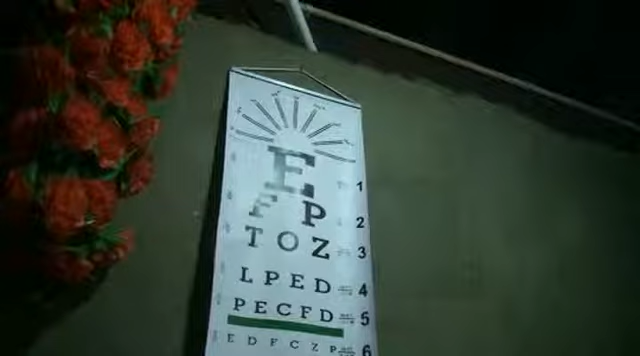 E 1
F P 2
T O Z 3
L P E D 4
P E C F D 5
E D F C Z P 6